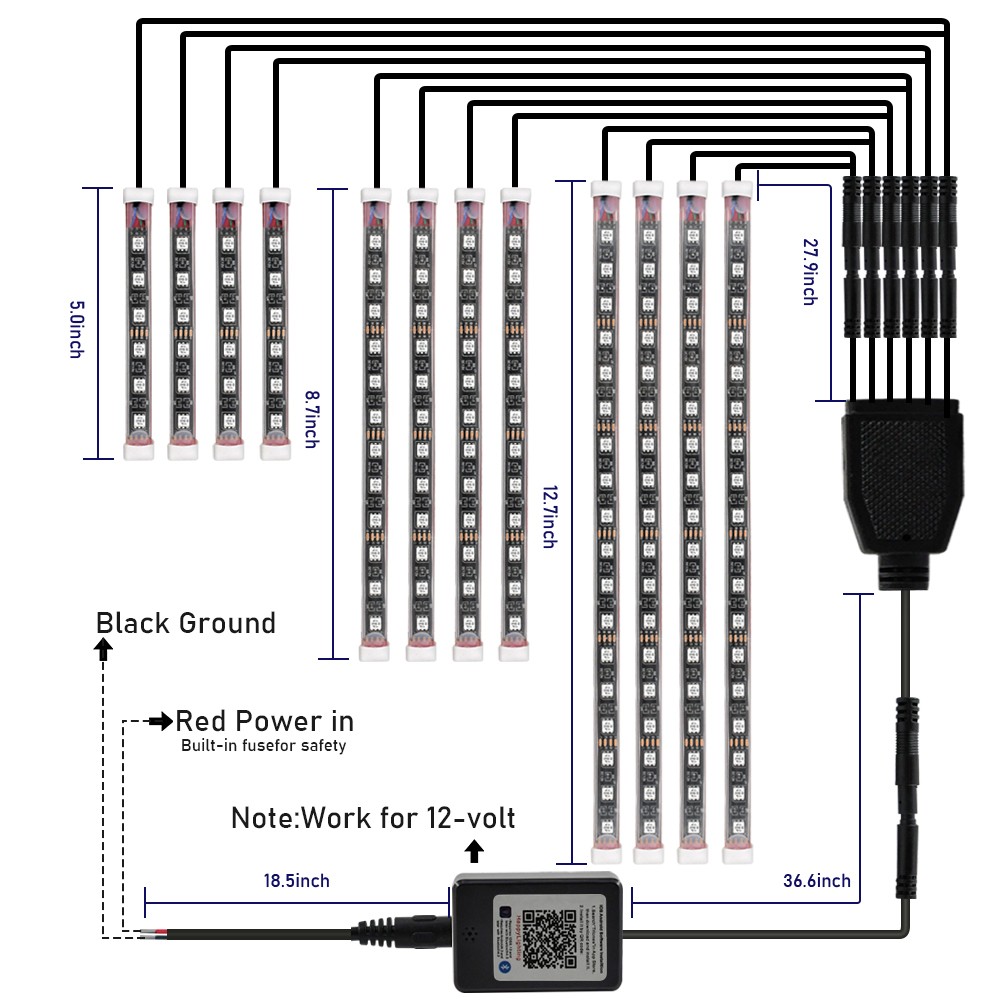 5.0inch
8.7inch
12.7inch
27.9inch
Black Ground
Red Power in
Built-in fusefor safety
Note:Work for 12-volt
18.5inch
36.6inch
HappyLighting